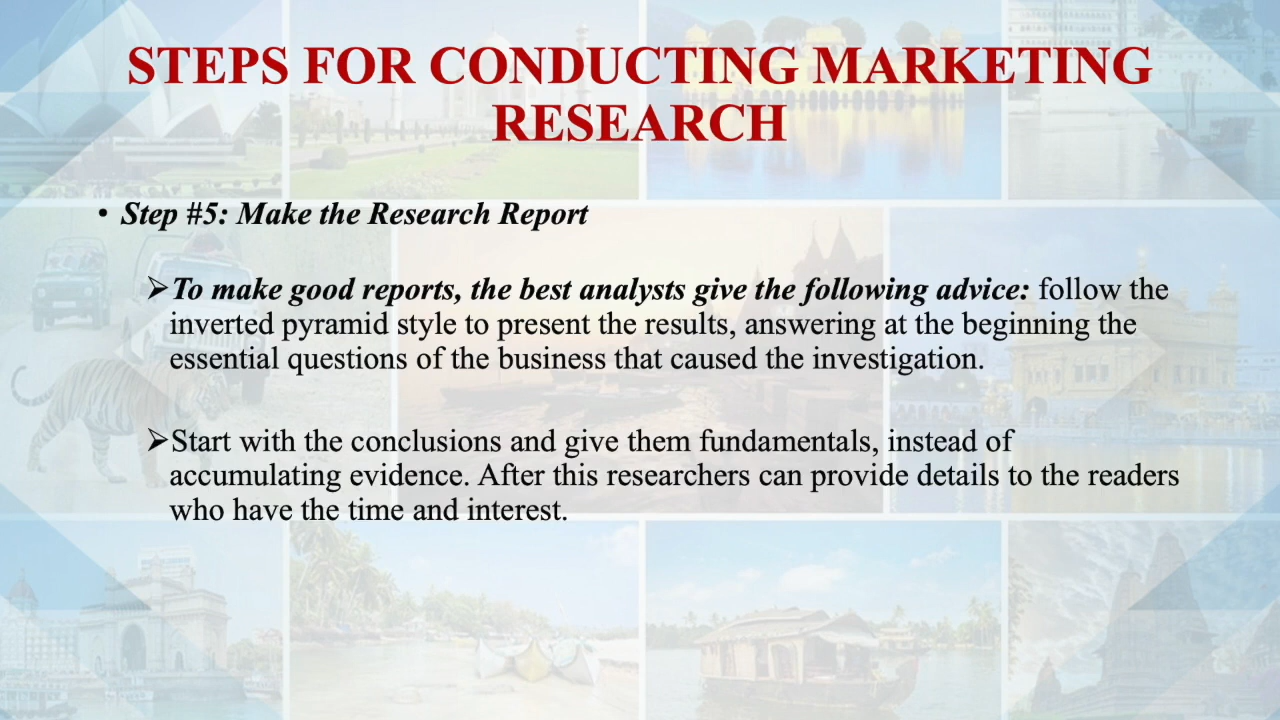 STEPS FOR CONDUCTING MARKETING
RESEARCH
• Step #5: Make the Research Report
➢To make good reports, the best analysts give the following advice: follow the
inverted pyramid style to present the results, answering at the beginning the
essential questions of the business that caused the investigation.
➢Start with the conclusions and give them fundamentals, instead of
accumulating evidence. After this researchers can provide details to the readers
who have the time and interest.